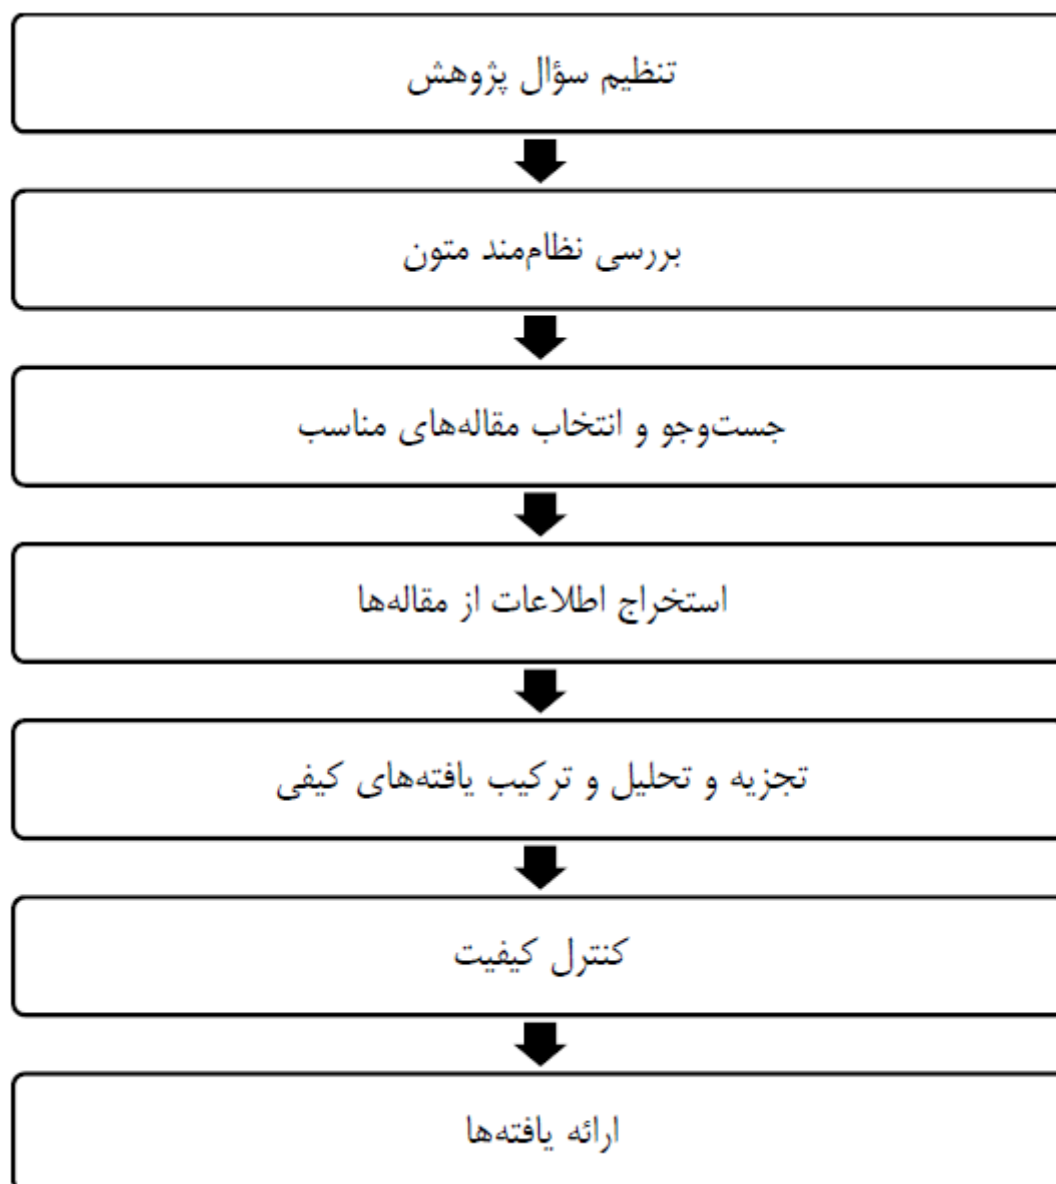 تنظیم سؤال پژوهش
بررسی نظام‌مند متون
جست‌وجو و انتخاب مقاله‌های مناسب
استخراج اطلاعات از مقاله‌ها
تجزیه و تحلیل و ترکیب یافته‌های کیفی
کنترل کیفیت
ارائه یافته‌ها